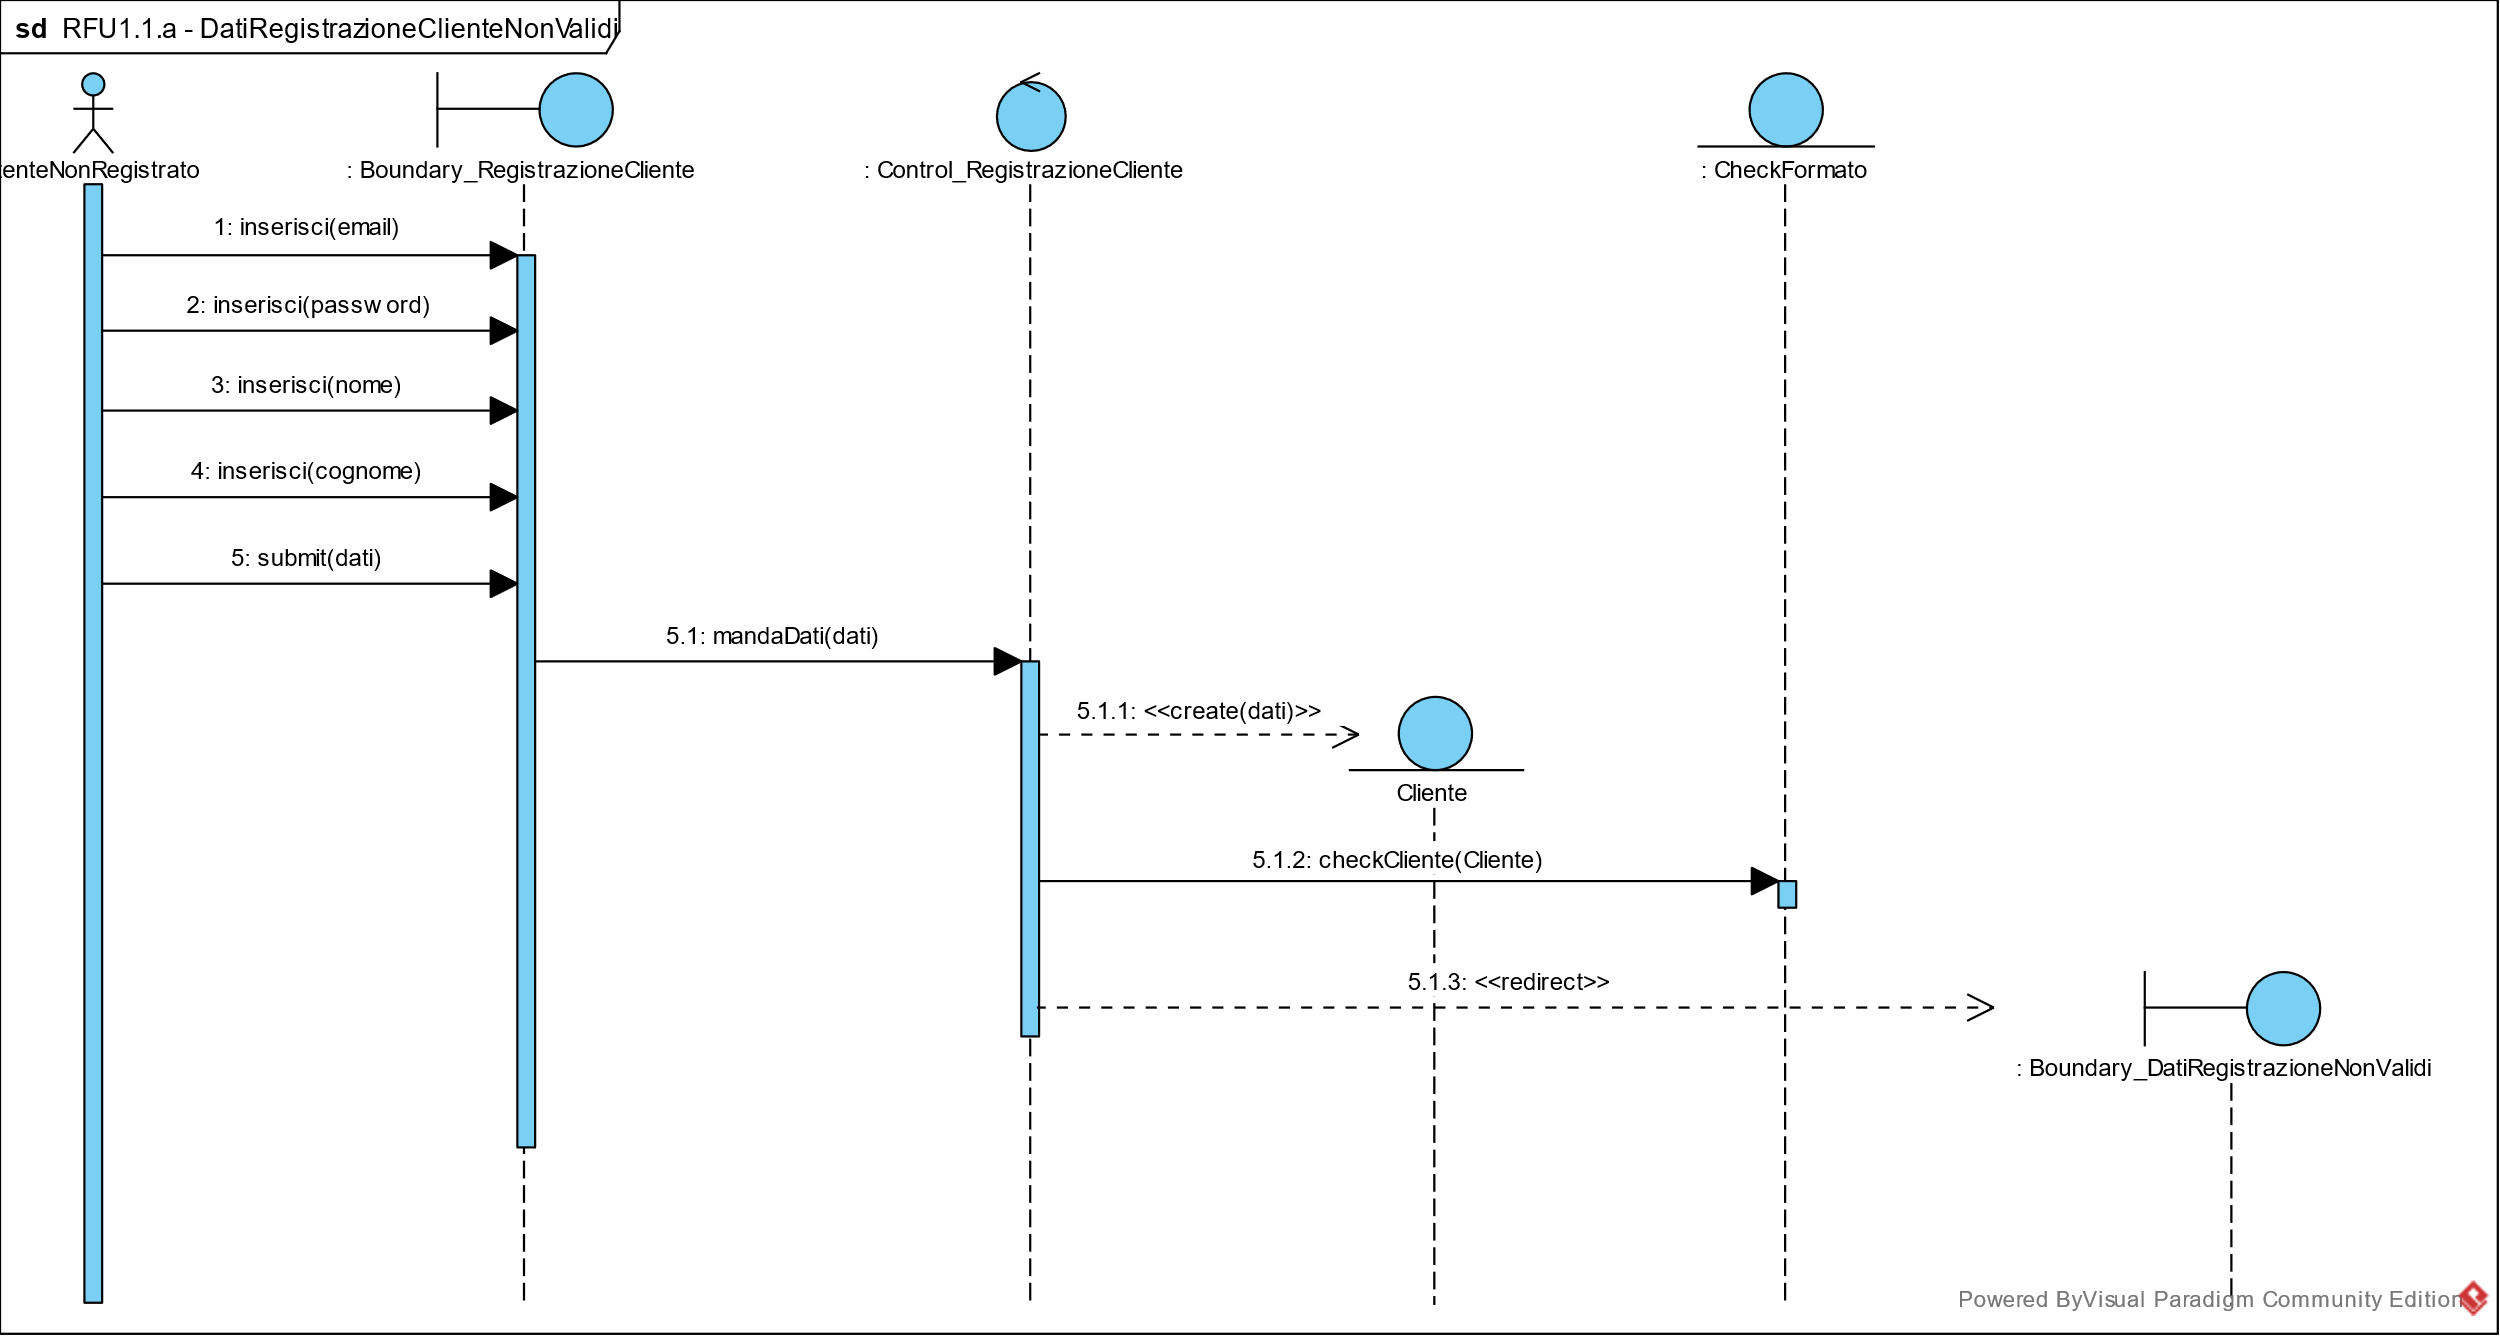 sd RFU1.1.a - DatiRegistrazioneClienteNonValidi
enteNonRegistrato
: Boundary_RegistrazioneCliente
: Control_RegistrazioneCliente
: CheckFormato
1: inserisci(email)
2: inserisci(password)
3: inserisci(nome)
4: inserisci(cognome)
5: submit(dati)
5.1: mandaDati(dati)
5.1.1: <<create(dati)>>
Cliente
5.1.2: checkCliente(Cliente)
5.1.3: <<redirect>>
: Boundary_DatiRegistrazioneNonValidi
Powered ByVisual Paradigm Community Edition